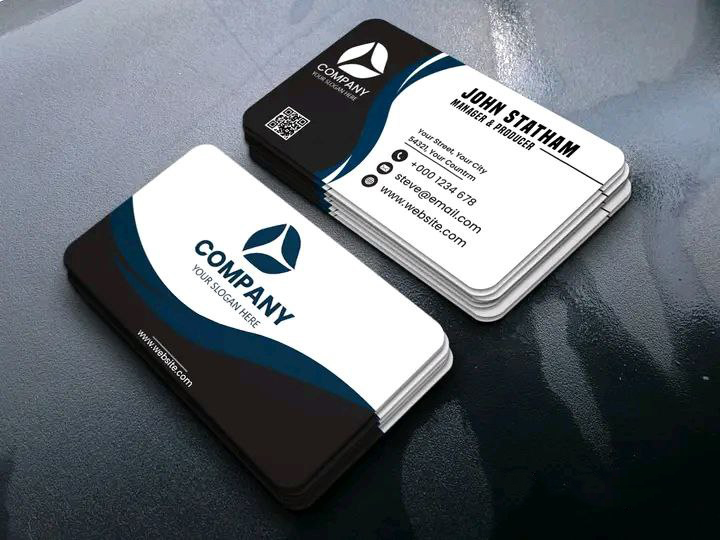 COMPANY
YOUR SLOGAN HERE
JOHN STATHAM
MANAGER & PRODUCER
Your Street, Your City
54321, Your Countrm
+000 1234 678
steve@email.com
www.website.com
COMPANY
YOUR SLOGAN HERE
www.website.com